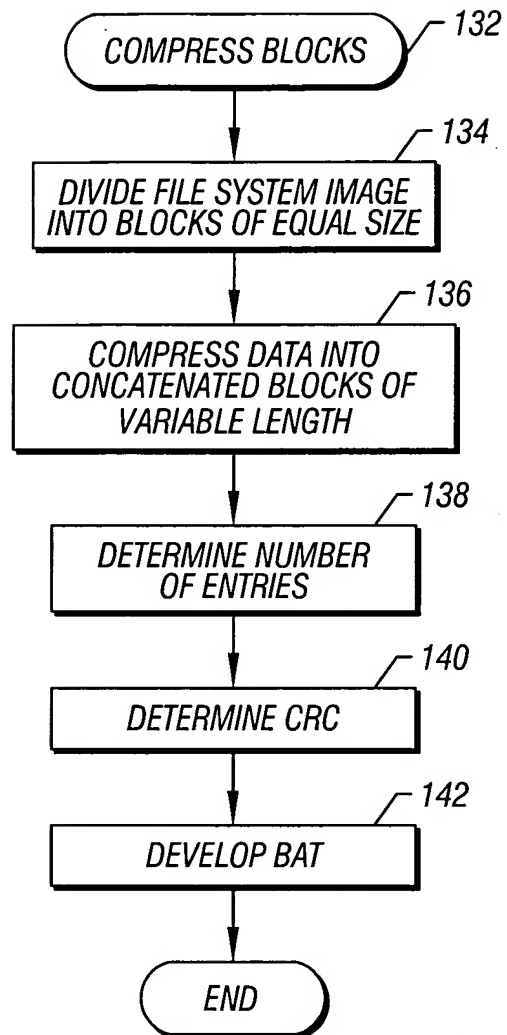 COMPRESS BLOCKS
132
134
DIVIDE FILE SYSTEM IMAGE
INTO BLOCKS OF EQUAL SIZE
136
COMPRESS DATA INTO
CONCATENATED BLOCKS OF
VARIABLE LENGTH
138
DETERMINE NUMBER
OF ENTRIES
140
DETERMINE CRC
142
DEVELOP BAT
END